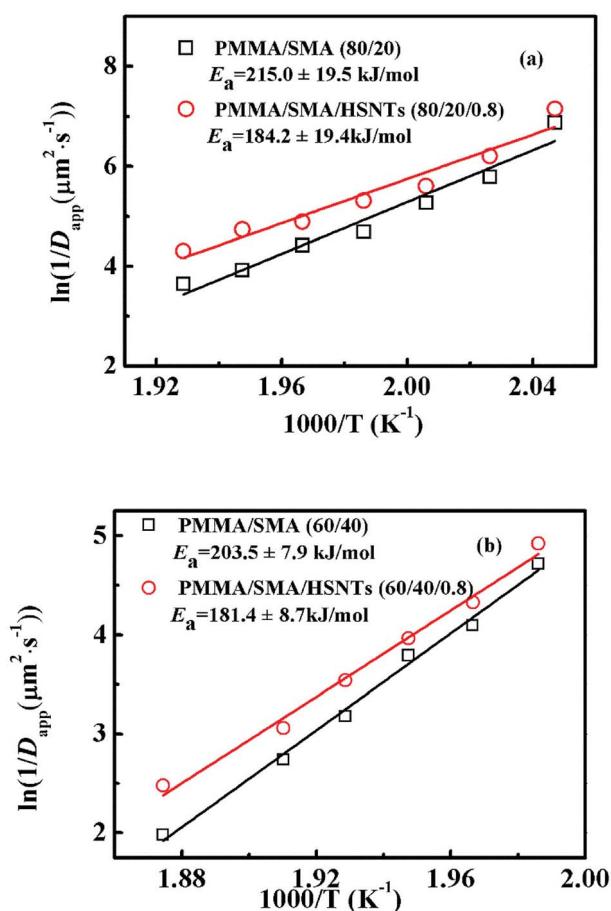 PMMA/SMA (80/20)
(a)
Eₐ=215.0 ± 19.5 kJ/mol
PMMA/SMA/HSNTs (80/20/0.8)
Eₐ=184.2 ± 19.4kJ/mol
8
6
4
2
ln(1/D_app(μm²·s⁻¹))
1.92
1.96
2.00
2.04
1000/T (K⁻¹)
PMMA/SMA (60/40)
(b)
Eₐ=203.5 ± 7.9 kJ/mol
PMMA/SMA/HSNTs (60/40/0.8)
Eₐ=181.4 ± 8.7kJ/mol
5
4
3
2
ln(1/D_app(μm²·s⁻¹))
1.88
1.92
1.96
2.00
1000/T (K⁻¹)